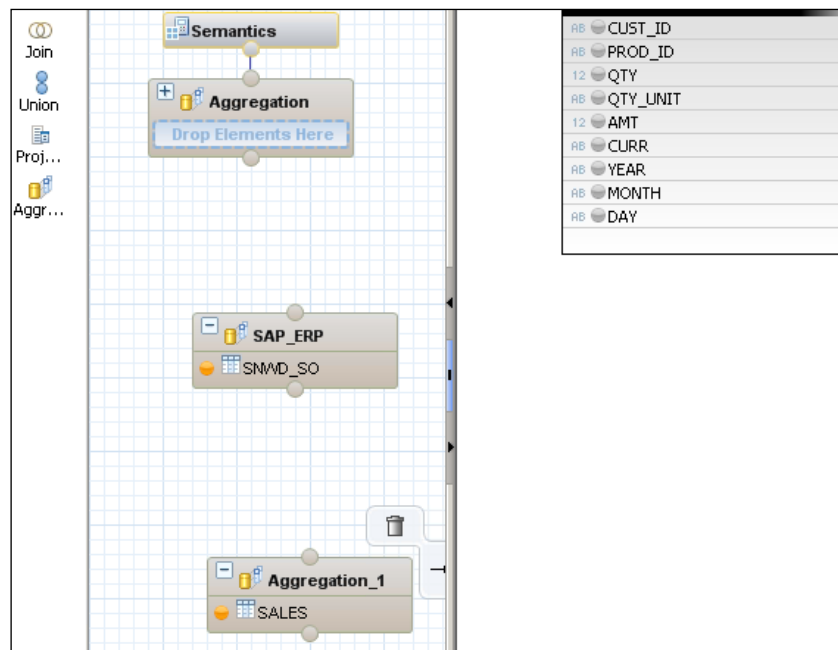 Join
Union
Proj...
Aggr...
Semantics
Aggregation
Drop Elements Here
SAP_ERP
SNWD_SO
Aggregation_1
SALES
AB CUST_ID
AB PROD_ID
12 QTY
AB QTY_UNIT
12 AMT
AB CURR
AB YEAR
AB MONTH
AB DAY